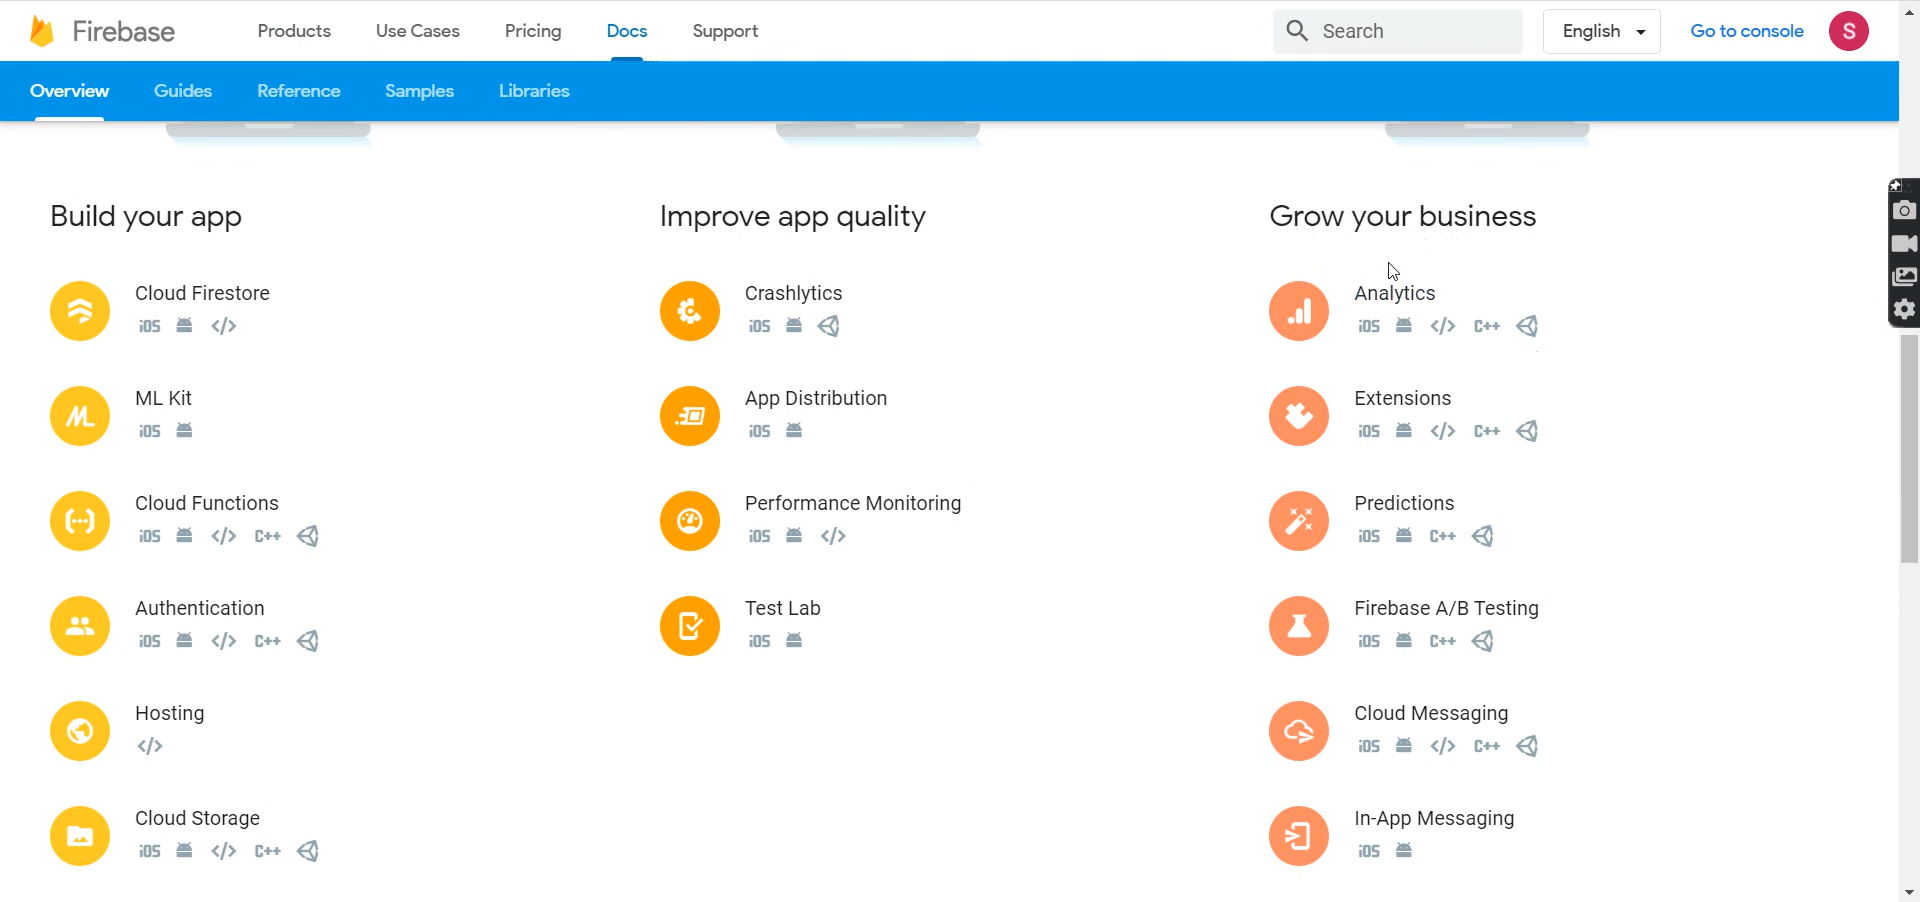 Firebase
Products
Use Cases
Pricing
Docs
Support
Search
English
Go to console
S
Overview
Guides
Reference
Samples
Libraries
Build your app
Cloud Firestore
iOS </>
ML Kit
iOS
Cloud Functions
iOS </> C++
Authentication
iOS </> C++
Hosting
</>
Cloud Storage
iOS </> C++
Improve app quality
Crashlytics
iOS
App Distribution
iOS
Performance Monitoring
iOS </>
Test Lab
iOS
Grow your business
Analytics
iOS </> C++
Extensions
iOS </> C++
Predictions
iOS C++
Firebase A/B Testing
iOS C++
Cloud Messaging
iOS </> C++
In-App Messaging
iOS